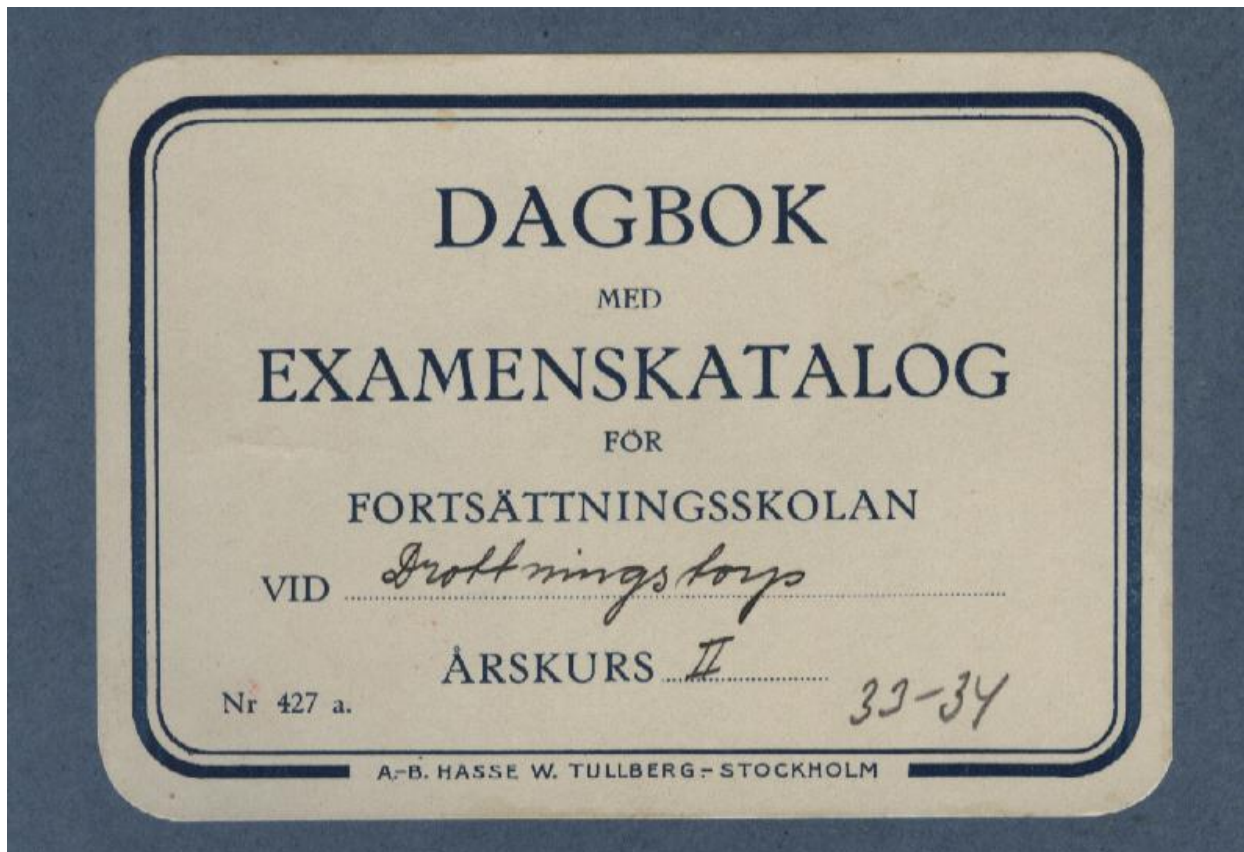 DAGBOK
MED
EXAMENSKATALOG
FÖR
FORTSÄTTNINGSSKOLAN
VID Drottningstorp
ÅRSKURS II
Nr 427 a.
33-34
A.-B. HASSE W. TULLBERG - STOCKHOLM